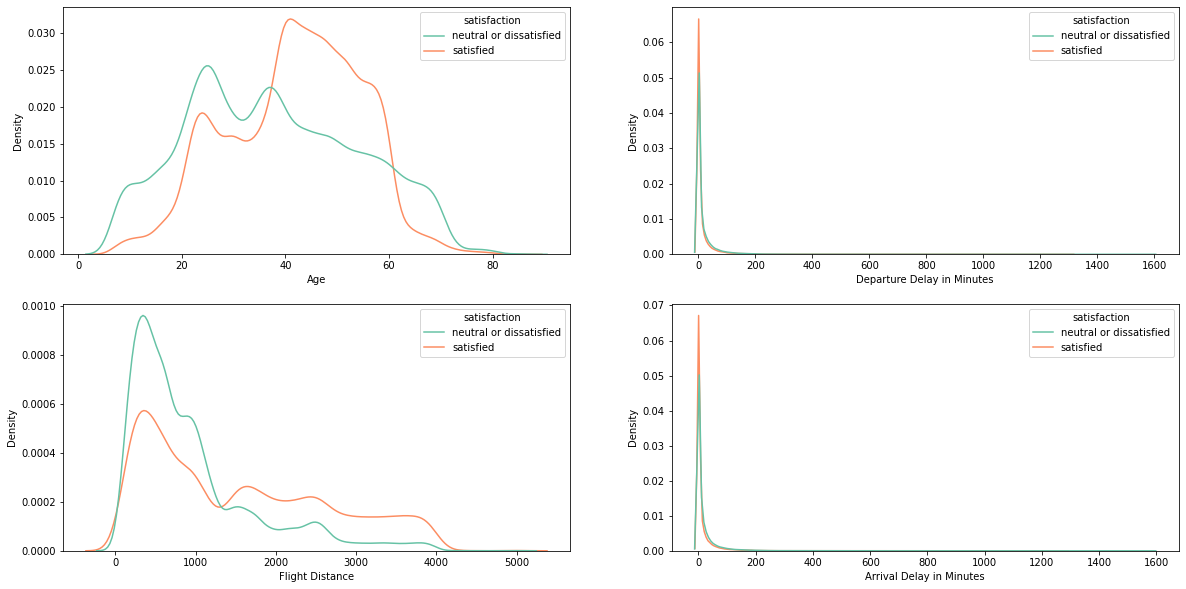 satisfaction
neutral or dissatisfied
satisfied
0.030
0.025
0.020
0.015
0.010
0.005
0.000
Density
0 20 40 60 80
Age
satisfaction
neutral or dissatisfied
satisfied
0.06
0.05
0.04
0.03
0.02
0.01
0.00
Density
0 200 400 600 800 1000 1200 1400 1600
Departure Delay in Minutes
satisfaction
neutral or dissatisfied
satisfied
0.0010
0.0008
0.0006
0.0004
0.0002
0.0000
Density
0 1000 2000 3000 4000 5000
Flight Distance
satisfaction
neutral or dissatisfied
satisfied
0.07
0.06
0.05
0.04
0.03
0.02
0.01
0.00
Density
0 200 400 600 800 1000 1200 1400 1600
Arrival Delay in Minutes